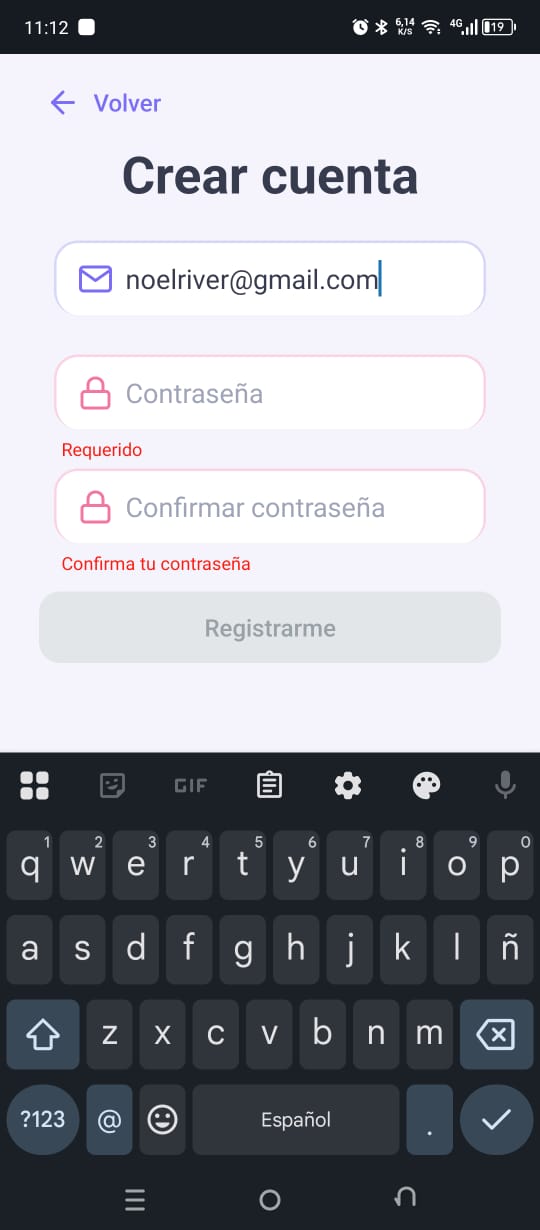 11:12 6,14 K/S 4G 19
Volver
Crear cuenta
noelriver@gmail.com
Contraseña
Requerido
Confirmar contraseña
Confirma tu contraseña
Registrarme
GIF
1 2 3 4 5 6 7 8 9 0
q w e r t y u i o p
a s d f g h j k l ñ
z x c v b n m
?123 @ Español .